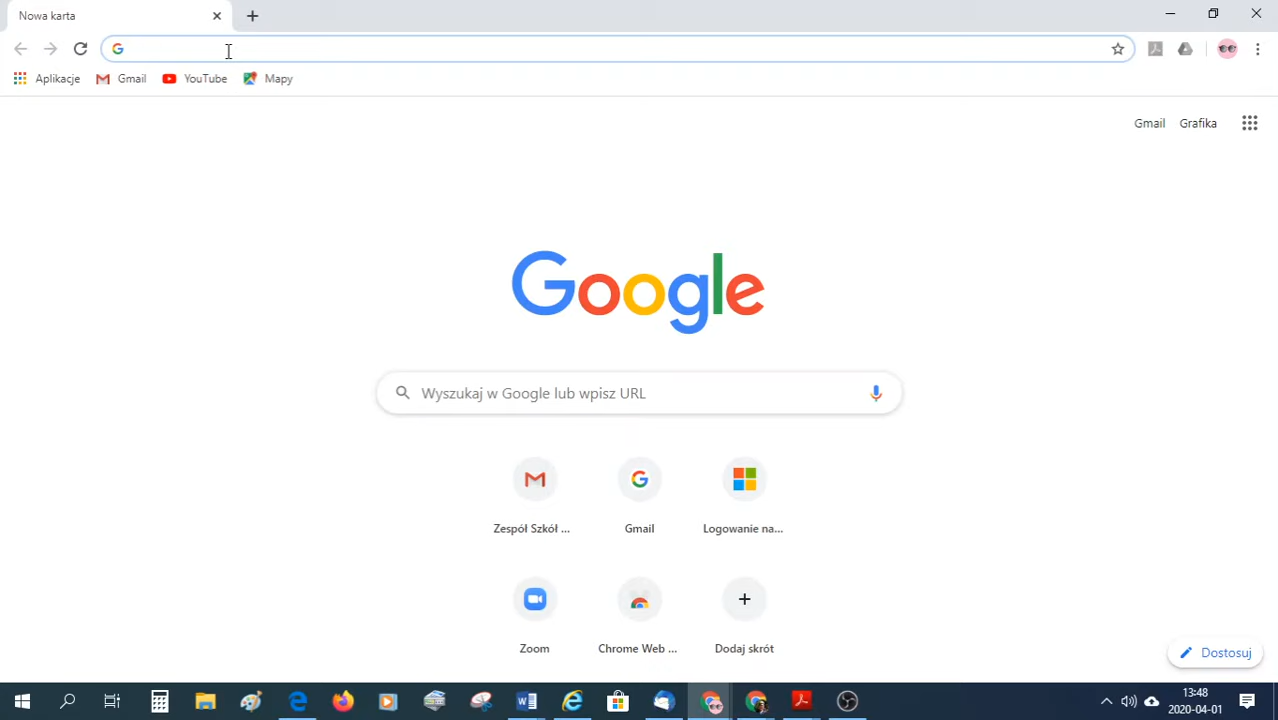 Nowa karta
Aplikacje Gmail YouTube Mapy
Gmail Grafika
Google
Wyszukaj w Google lub wpisz URL
Zespół Szkół ... Gmail Logowanie na...
Zoom Chrome Web ... Dodaj skrót
Dostosuj
13:48
2020-04-01